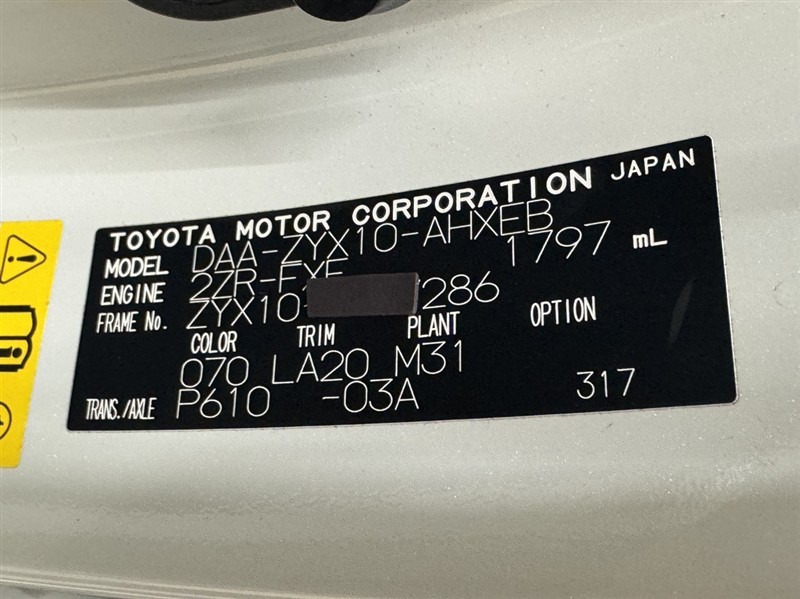 TOYOTA MOTOR CORPORATION JAPAN
MODEL DAA-ZYX10-AHXEB
ENGINE 2ZR-FXE 1797 mL
FRAME No. ZYX10- 286
COLOR TRIM PLANT OPTION
070 LA20 M31
TRANS./AXLE P610 -03A 317